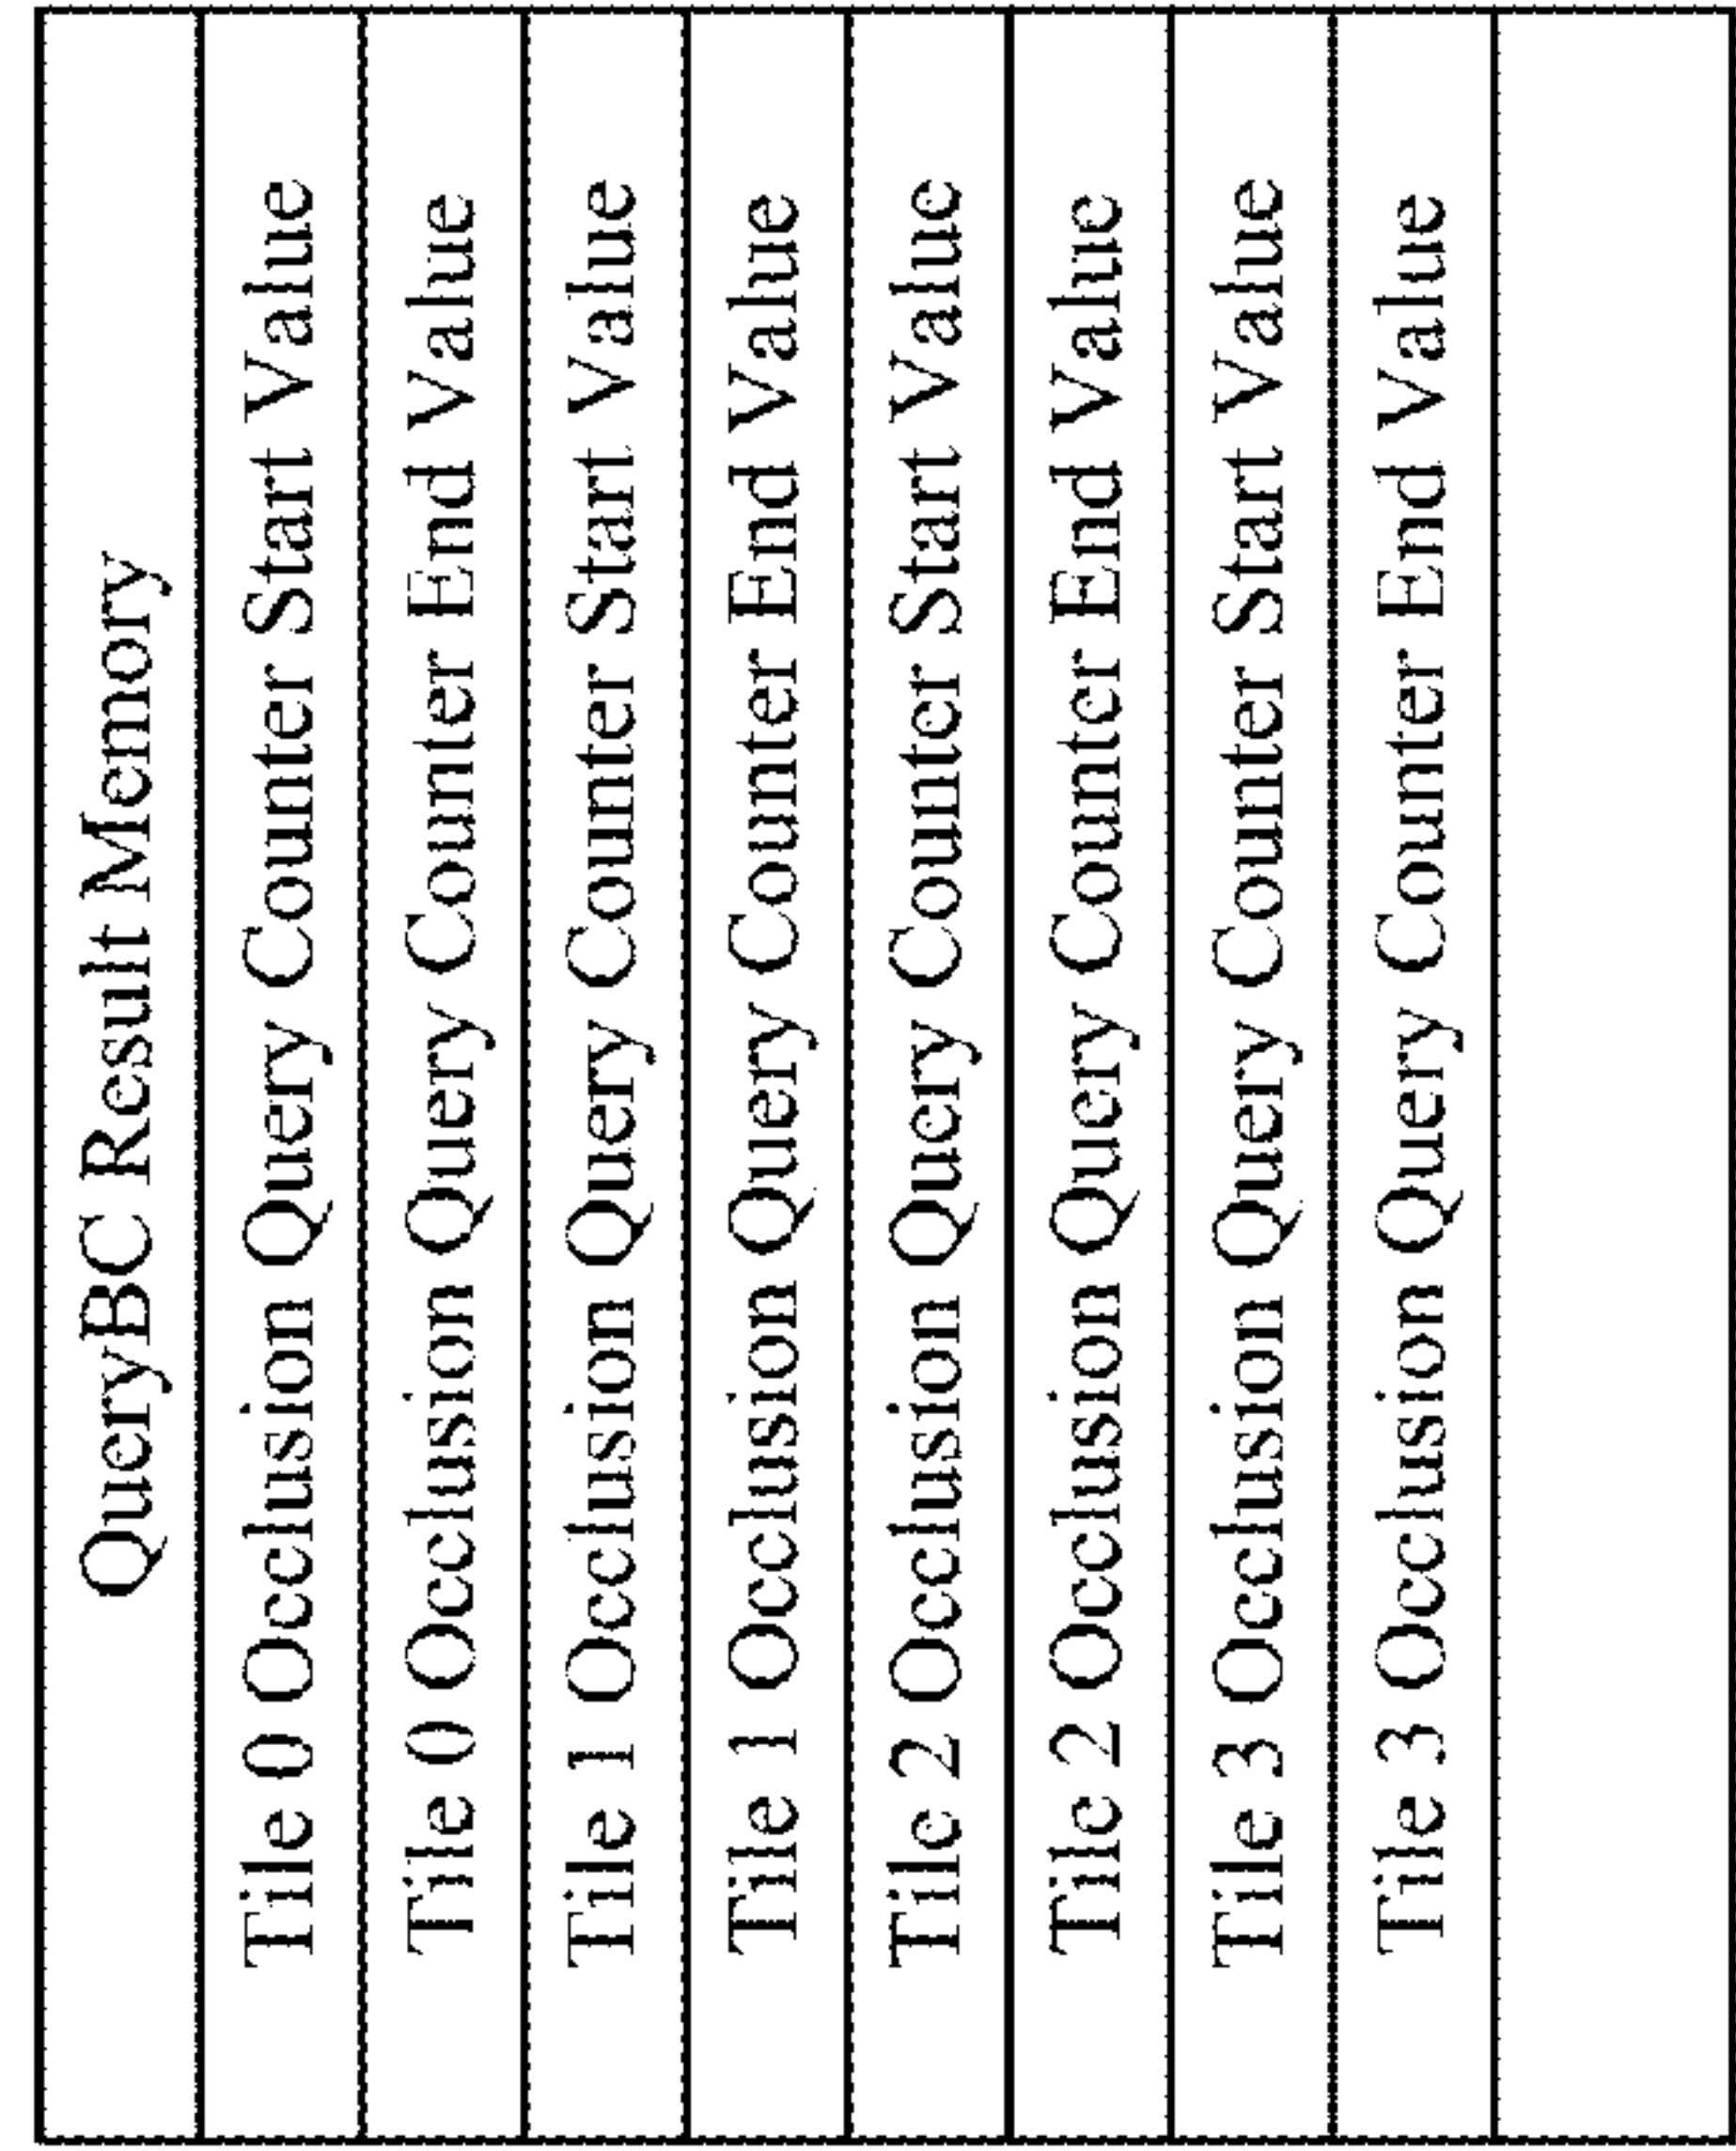 QueryBC Result Memory
Tile 0 Occlusion Query Counter Start Value
Tile 0 Occlusion Query Counter End Value
Tile 1 Occlusion Query Counter Start Value
Tile 1 Occlusion Query Counter End Value
Tile 2 Occlusion Query Counter Start Value
Tile 2 Occlusion Query Counter End Value
Tile 3 Occlusion Query Counter Start Value
Tile 3 Occlusion Query Counter End Value